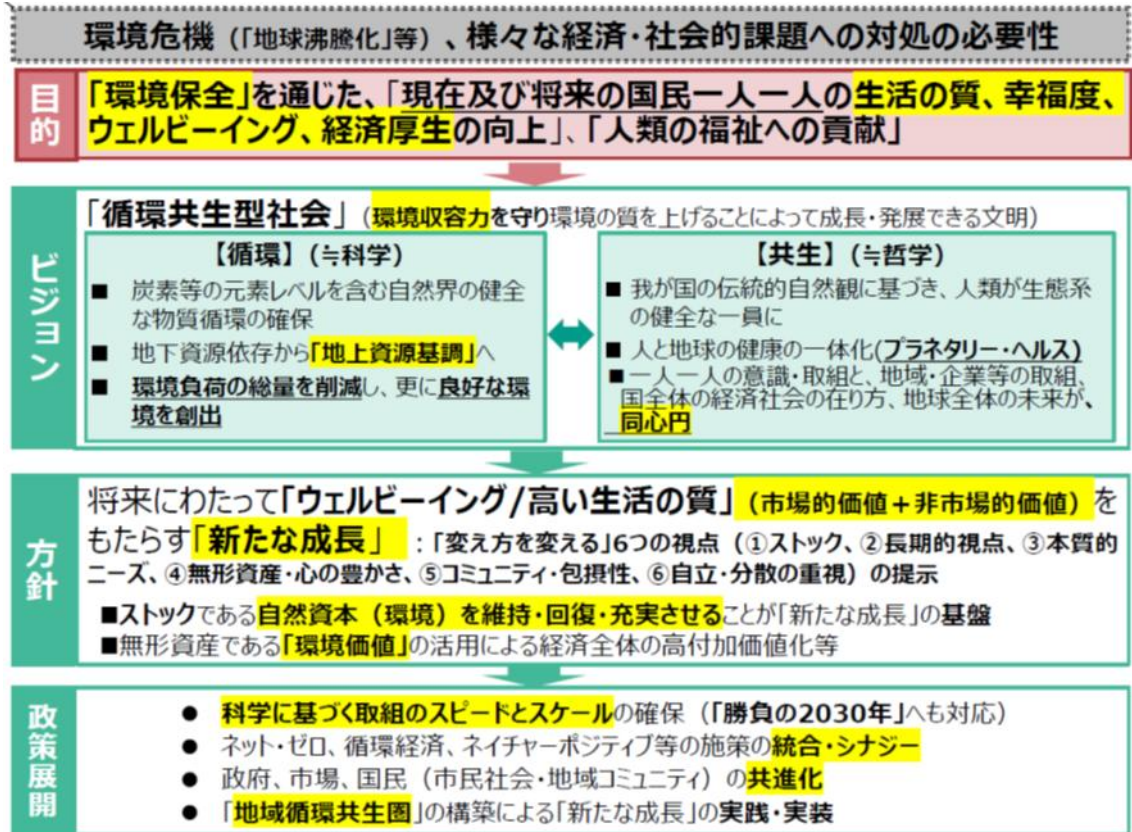 環境危機（「地球沸騰化」等）、様々な経済・社会的課題への対処の必要性
目的
「環境保全」を通じた、「現在及び将来の国民一人一人の生活の質、幸福度、
ウェルビーイング、経済厚生の向上」、「人類の福祉への貢献」
ビジョン
「循環共生型社会」（環境収容力を守り環境の質を上げることによって成長・発展できる文明）
【循環】（≒科学）
■ 炭素等の元素レベルを含む自然界の健全
な物質循環の確保
■ 地下資源依存から「地上資源基調」へ
■ 環境負荷の総量を削減し、更に良好な環
境を創出
【共生】（≒哲学）
■ 我が国の伝統的自然観に基づき、人類が生態系
の健全な一員に
■ 人と地球の健康の一体化(プラネタリー・ヘルス)
■一人一人の意識・取組と、地域・企業等の取組、
国全体の経済社会の在り方、地球全体の未来が、
同心円
方針
将来にわたって「ウェルビーイング/高い生活の質」（市場的価値＋非市場的価値）を
もたらす「新たな成長」：「変え方を変える」6つの視点（①ストック、②長期的視点、③本質的
ニーズ、④無形資産・心の豊かさ、⑤コミュニティ・包摂性、⑥自立・分散の重視）の提示
■ストックである自然資本（環境）を維持・回復・充実させることが「新たな成長」の基盤
■無形資産である「環境価値」の活用による経済全体の高付加価値化等
政策展開
● 科学に基づく取組のスピードとスケールの確保（「勝負の2030年」へも対応）
● ネット・ゼロ、循環経済、ネイチャーポジティブ等の施策の統合・シナジー
● 政府、市場、国民（市民社会・地域コミュニティ）の共進化
● 「地域循環共生圏」の構築による「新たな成長」の実践・実装